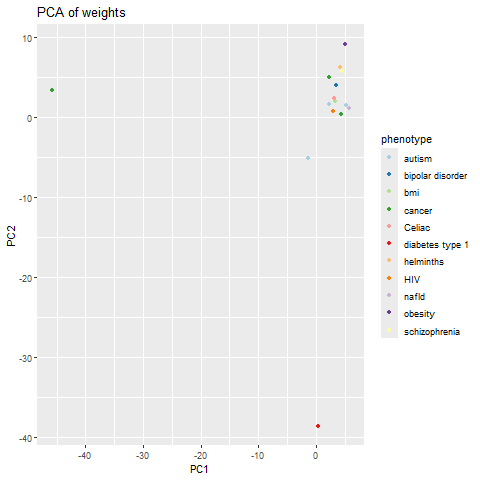 PCA of weights
10
0
-10
-20
-30
-40
PC2
-40
-30
-20
-10
0
PC1
phenotype
autism
bipolar disorder
bmi
cancer
Celiac
diabetes type 1
helminths
HIV
nafld
obesity
schizophrenia